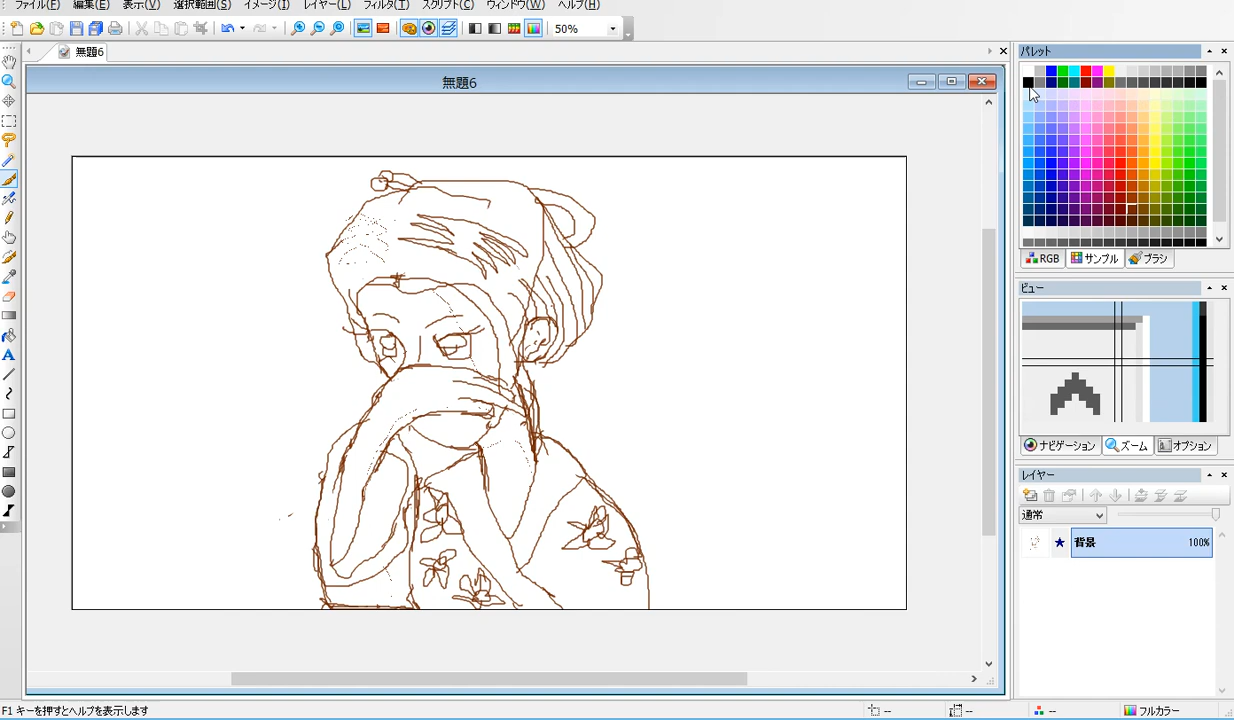 ファイル(F) 編集(E) 表示(V) 選択範囲(S) イメージ(I) レイヤー(L) フィルタ(T) スクリプト(C) ウィンドウ(W) ヘルプ(H)
50%
無題6
無題6
パレット
RGB サンプル ブラシ
ビュー
ナビゲーション ズーム オプション
レイヤー
通常
背景 100%
F1 キーを押すとヘルプを表示します -- -- -- フルカラー